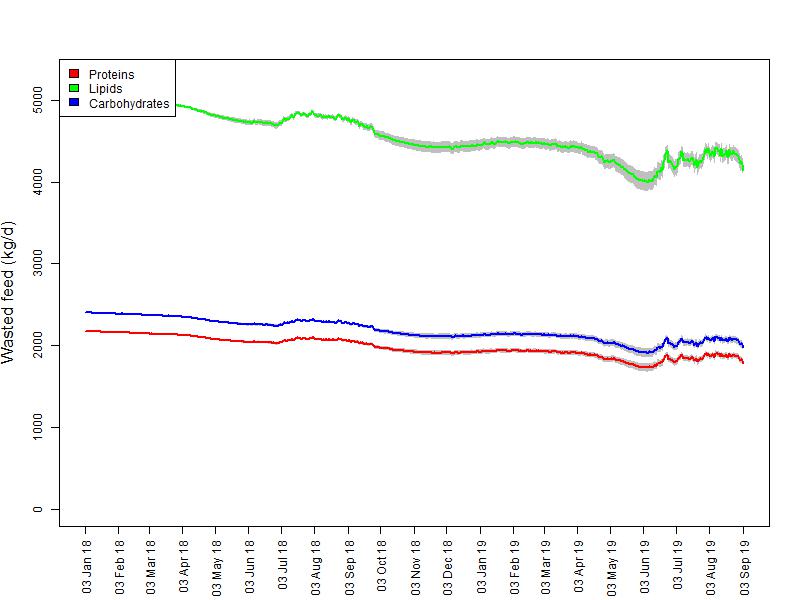 Proteins
Lipids
Carbohydrates
Wasted feed (kg/d)
5000
4000
3000
2000
1000
0
03 Jan 18
03 Feb 18
03 Mar 18
03 Apr 18
03 May 18
03 Jun 18
03 Jul 18
03 Aug 18
03 Sep 18
03 Oct 18
03 Nov 18
03 Dec 18
03 Jan 19
03 Feb 19
03 Mar 19
03 Apr 19
03 May 19
03 Jun 19
03 Jul 19
03 Aug 19
03 Sep 19